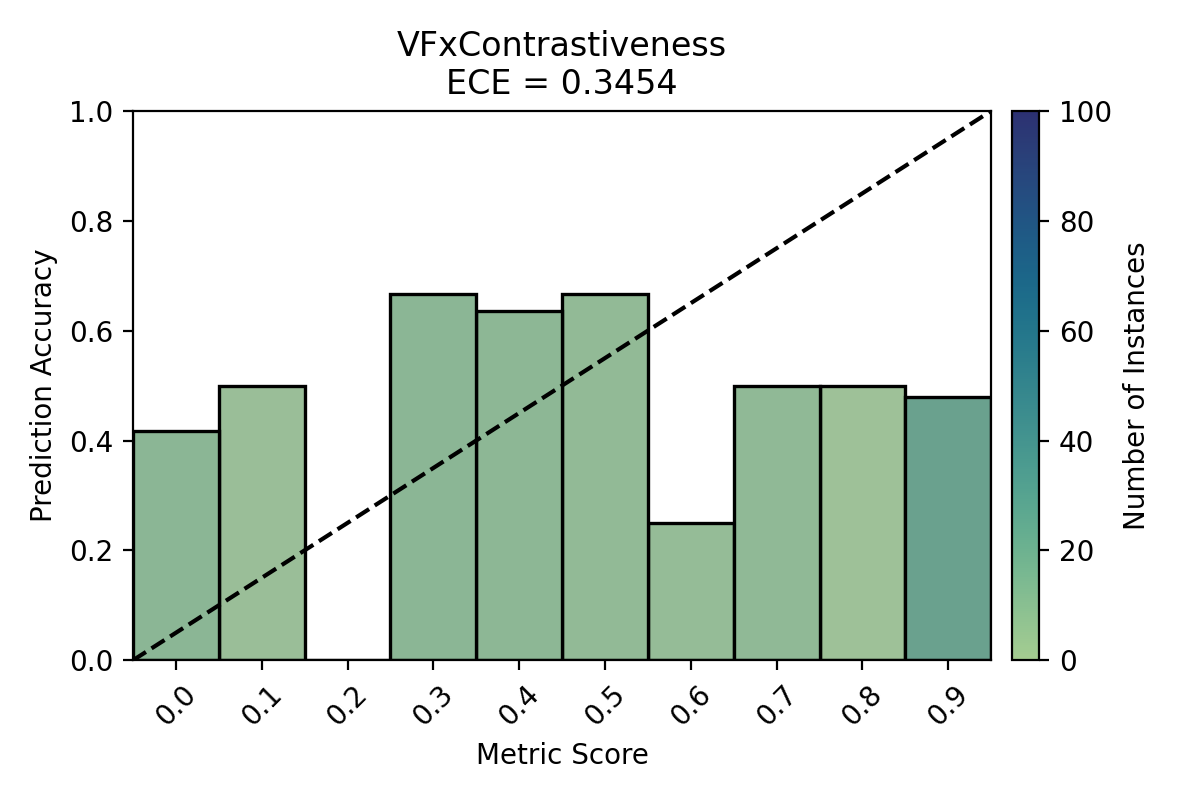 VFxContrastiveness
ECE = 0.3454
Prediction Accuracy
1.0
0.8
0.6
0.4
0.2
0.0
0.0 0.1 0.2 0.3 0.4 0.5 0.6 0.7 0.8 0.9
Metric Score
100
80
60
40
20
0
Number of Instances